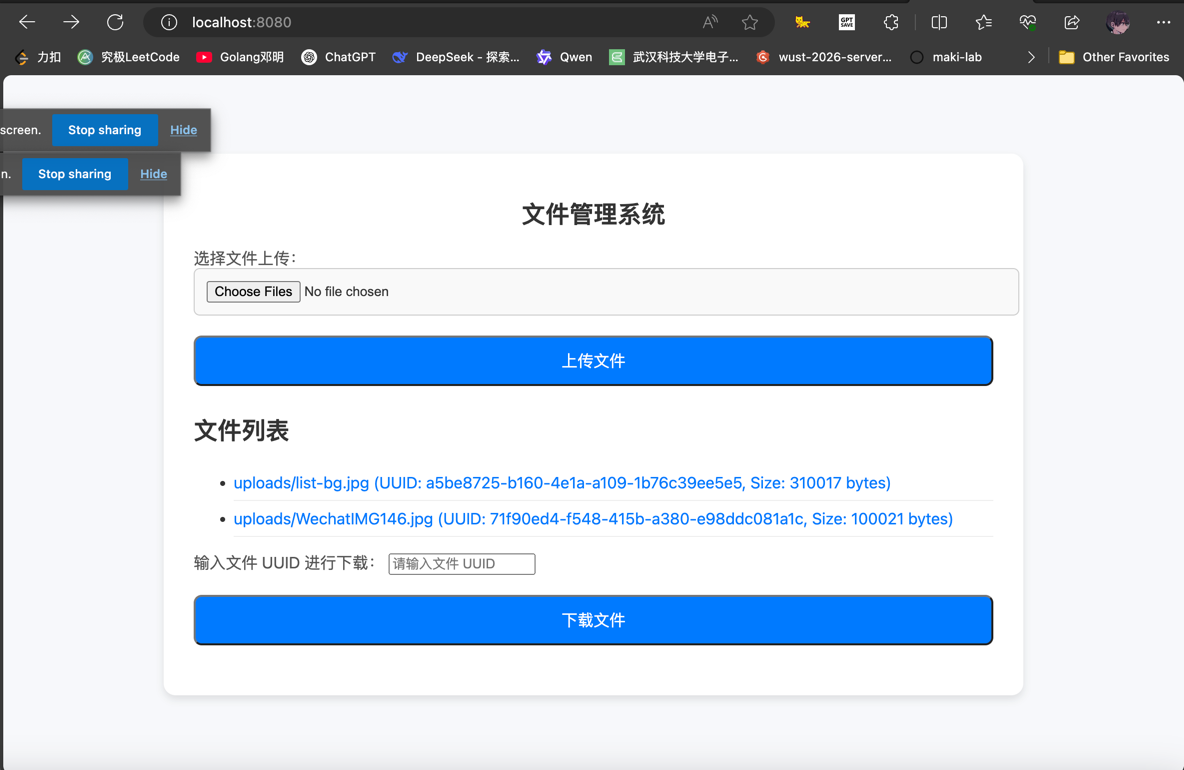 localhost:8080
力扣 究极LeetCode Golang邓明 ChatGPT DeepSeek - 探索... Qwen 武汉科技大学电子... wust-2026-server... maki-lab Other Favorites
screen. Stop sharing Hide
n. Stop sharing Hide
文件管理系统
选择文件上传：
Choose Files No file chosen
上传文件
文件列表
uploads/list-bg.jpg (UUID: a5be8725-b160-4e1a-a109-1b76c39ee5e5, Size: 310017 bytes)
uploads/WechatIMG146.jpg (UUID: 71f90ed4-f548-415b-a380-e98ddc081a1c, Size: 100021 bytes)
输入文件 UUID 进行下载： 请输入文件 UUID
下载文件